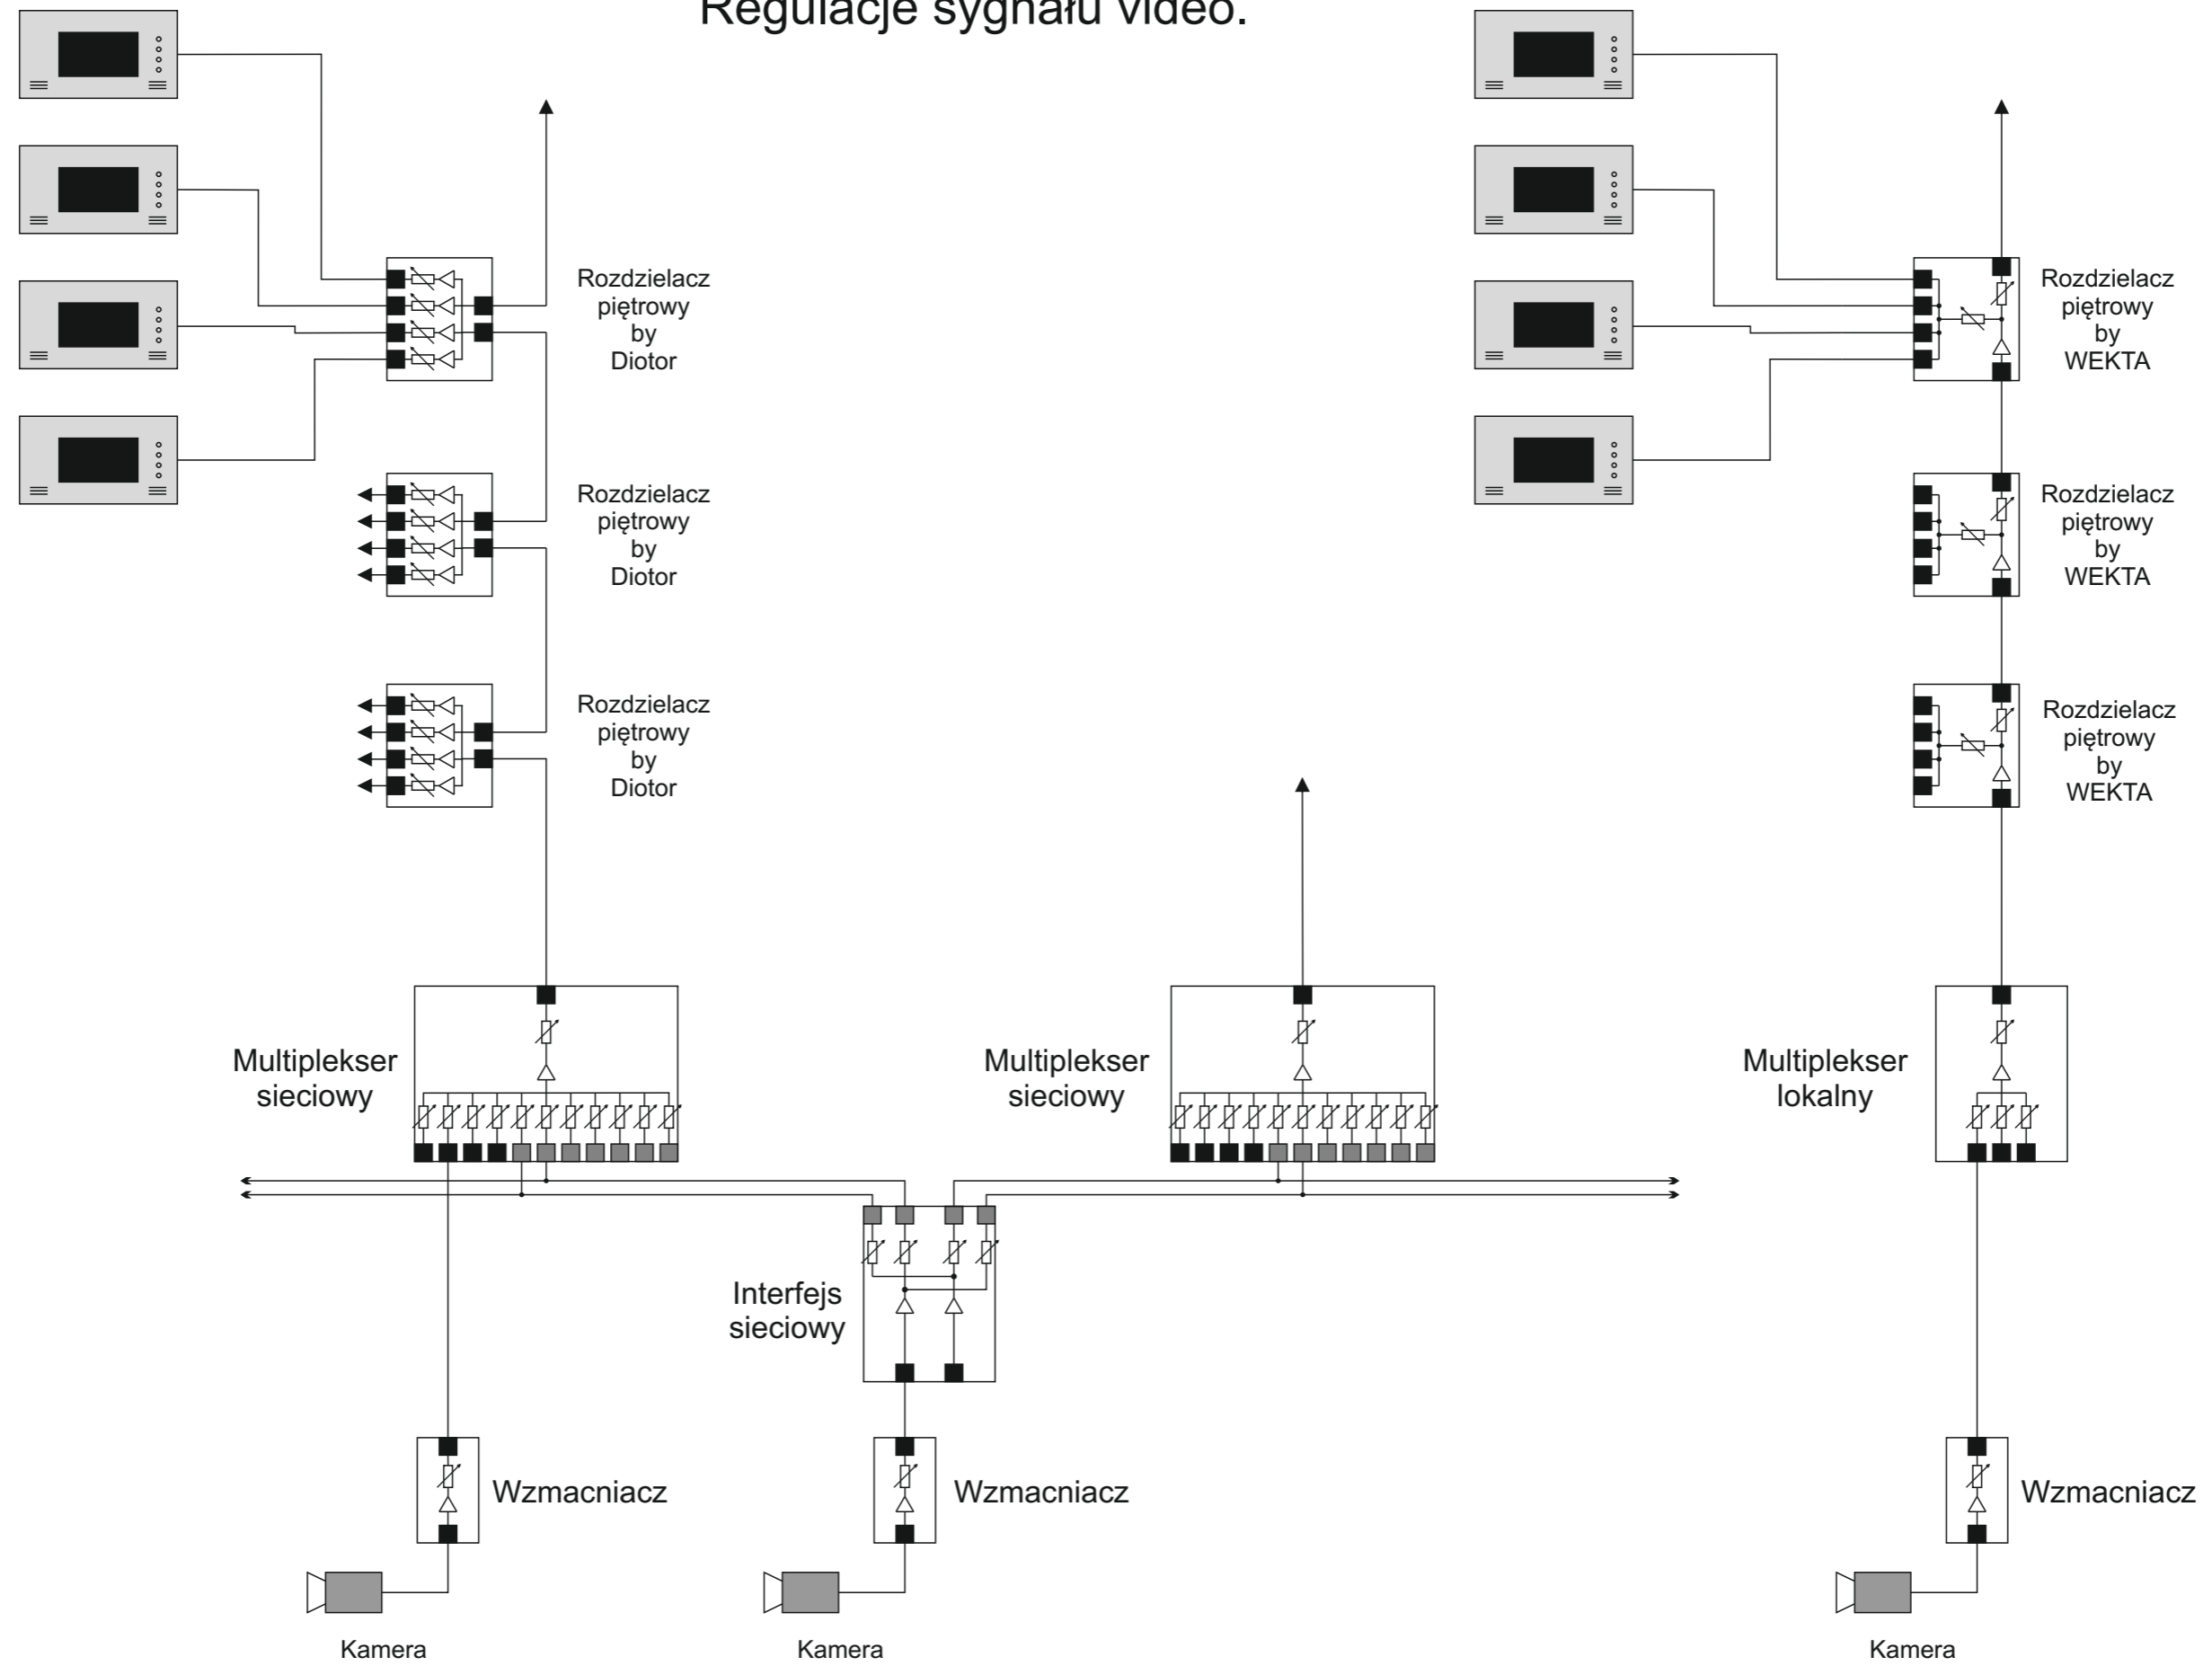 Regulacje sygnału video.
Rozdzielacz
piętrowy
by
Diotor
Rozdzielacz
piętrowy
by
WEKTA
Rozdzielacz
piętrowy
by
Diotor
Rozdzielacz
piętrowy
by
WEKTA
Rozdzielacz
piętrowy
by
Diotor
Rozdzielacz
piętrowy
by
WEKTA
Multiplekser
sieciowy
Multiplekser
sieciowy
Multiplekser
lokalny
Interfejs
sieciowy
Wzmacniacz
Wzmacniacz
Wzmacniacz
Kamera
Kamera
Kamera